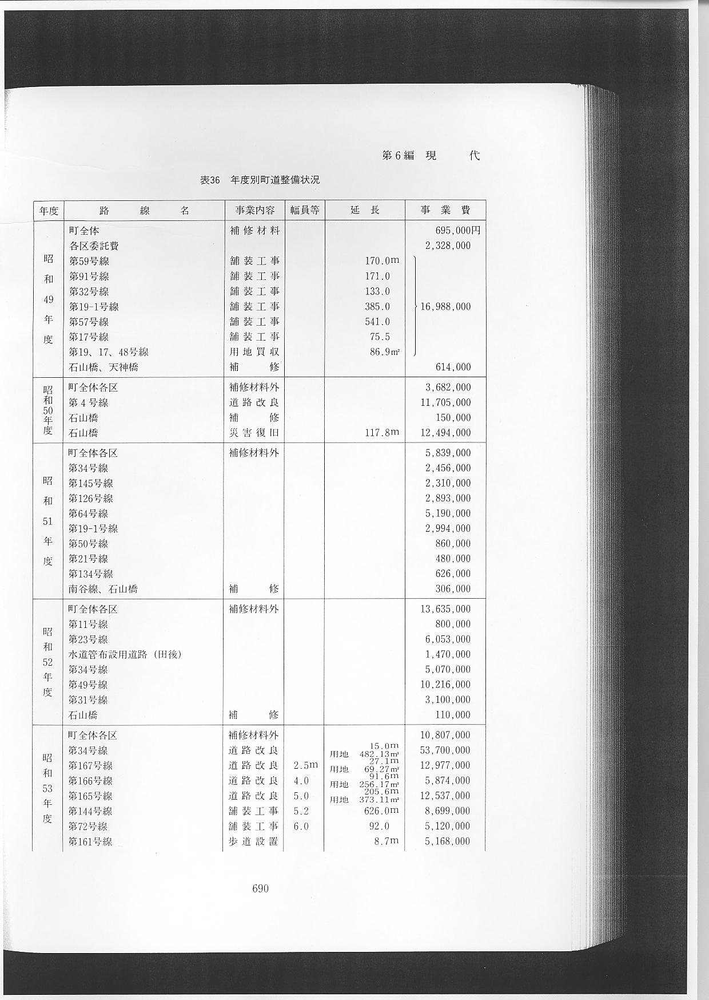 第6編 現 代
表36 年度別町道整備状況
年度 路線名 事業内容 幅員等 延長 事業費
昭和49年度
町全体 補修材料 695,000円
各区委託費 2,328,000
第59号線 舗装工事 170.0m
第91号線 舗装工事 171.0
第32号線 舗装工事 133.0
第19-1号線 舗装工事 385.0 16,988,000
第57号線 舗装工事 541.0
第17号線 舗装工事 75.5
第19、17、48号線 用地買収 86.9㎡
石山橋、天神橋 補修 614,000
昭和50年度
町全体各区 補修材料外 3,682,000
第4号線 道路改良 11,705,000
石山橋 補修 150,000
石山橋 災害復旧 117.8m 12,494,000
昭和51年度
町全体各区 補修材料外 5,839,000
第34号線 2,456,000
第145号線 2,310,000
第126号線 2,893,000
第64号線 5,190,000
第19-1号線 2,994,000
第50号線 860,000
第21号線 480,000
第134号線 626,000
南谷線、石山橋 補修 306,000
昭和52年度
町全体各区 補修材料外 13,635,000
第11号線 800,000
第23号線 6,053,000
水道管布設用道路（田後） 1,470,000
第34号線 5,070,000
第49号線 10,216,000
第31号線 3,100,000
石山橋 補修 110,000
昭和53年度
町全体各区 補修材料外 10,807,000
第34号線 道路改良 15.0m 用地 482.13㎡ 53,700,000
第167号線 道路改良 2.5m 27.1m 用地 69.27㎡ 12,977,000
第166号線 道路改良 4.0 91.6m 用地 256.17㎡ 5,874,000
第165号線 道路改良 5.0 205.6m 用地 373.11㎡ 12,537,000
第144号線 舗装工事 5.2 626.0m 8,699,000
第72号線 舗装工事 6.0 92.0 5,120,000
第161号線 歩道設置 8.7m 5,168,000
690